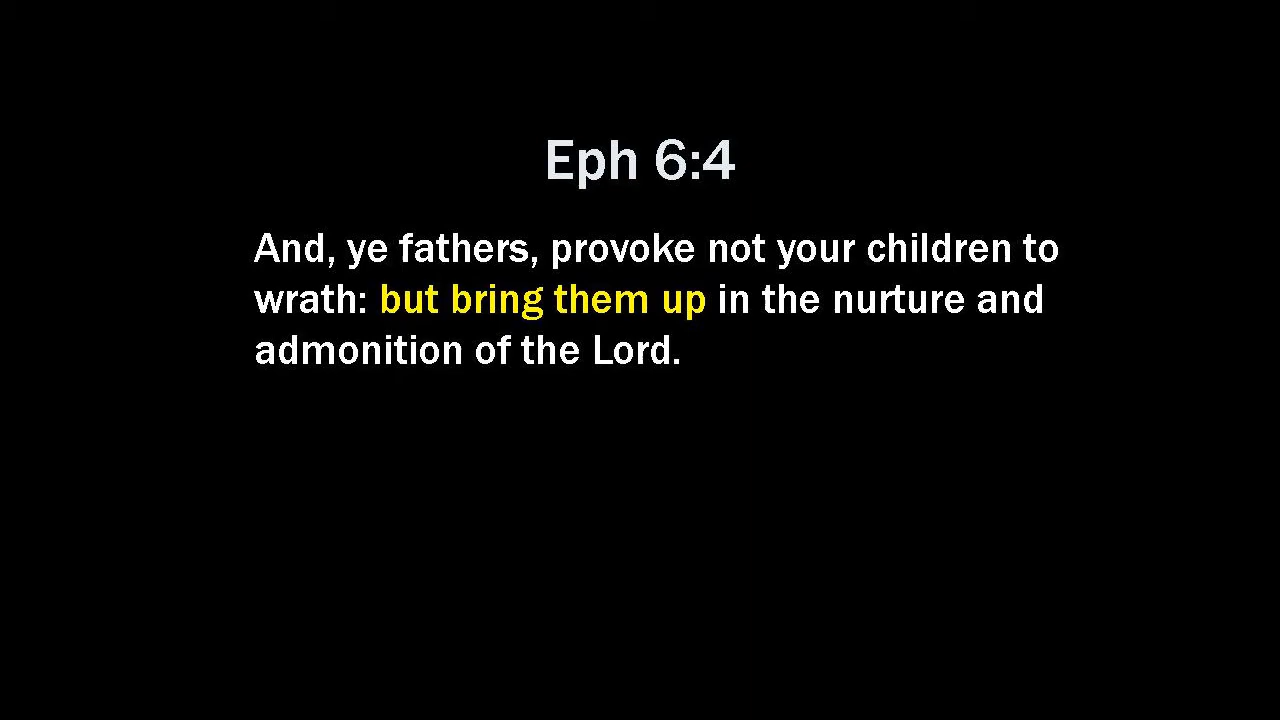 Eph 6:4
And, ye fathers, provoke not your children to
wrath: but bring them up in the nurture and
admonition of the Lord.